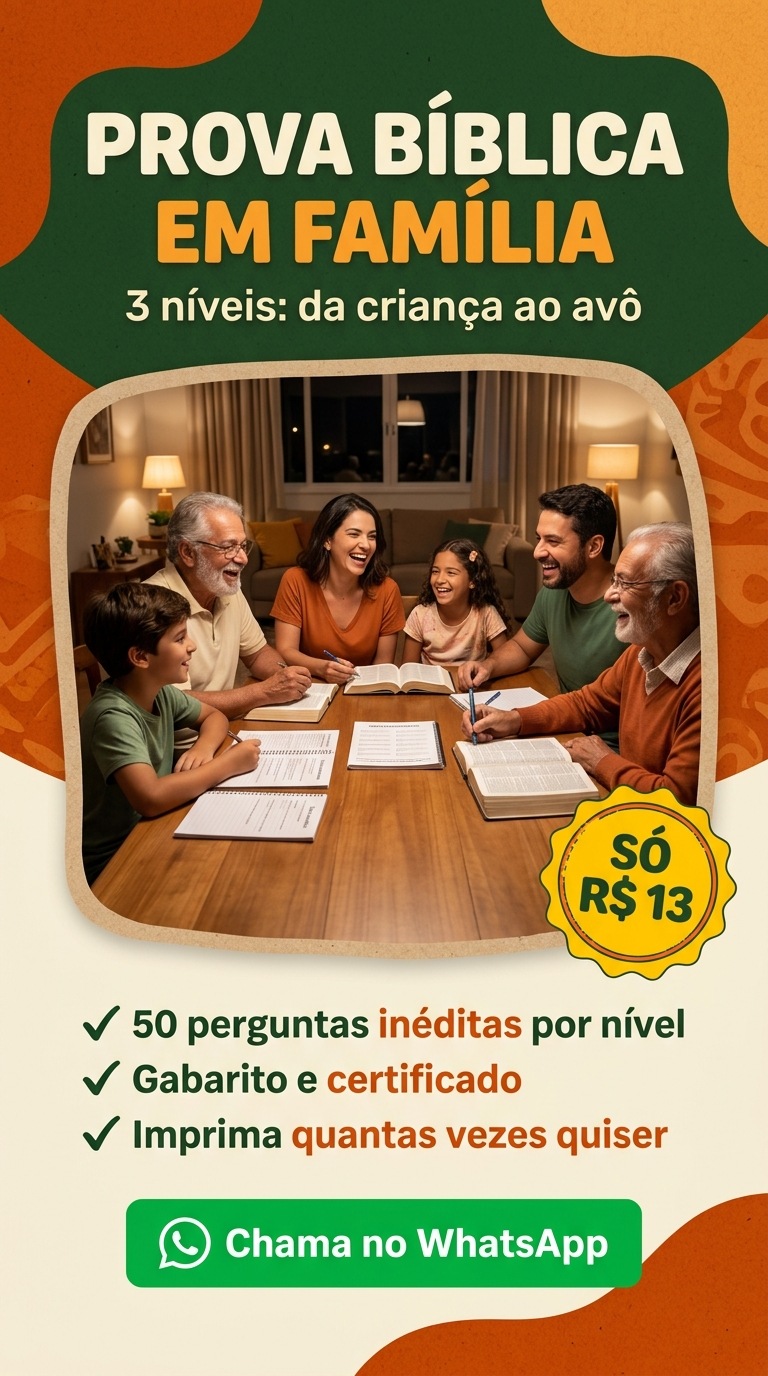 PROVA BÍBLICA
EM FAMÍLIA
3 níveis: da criança ao avô
SÓ
R$ 13
50 perguntas inéditas por nível
Gabarito e certificado
Imprima quantas vezes quiser
Chama no WhatsApp